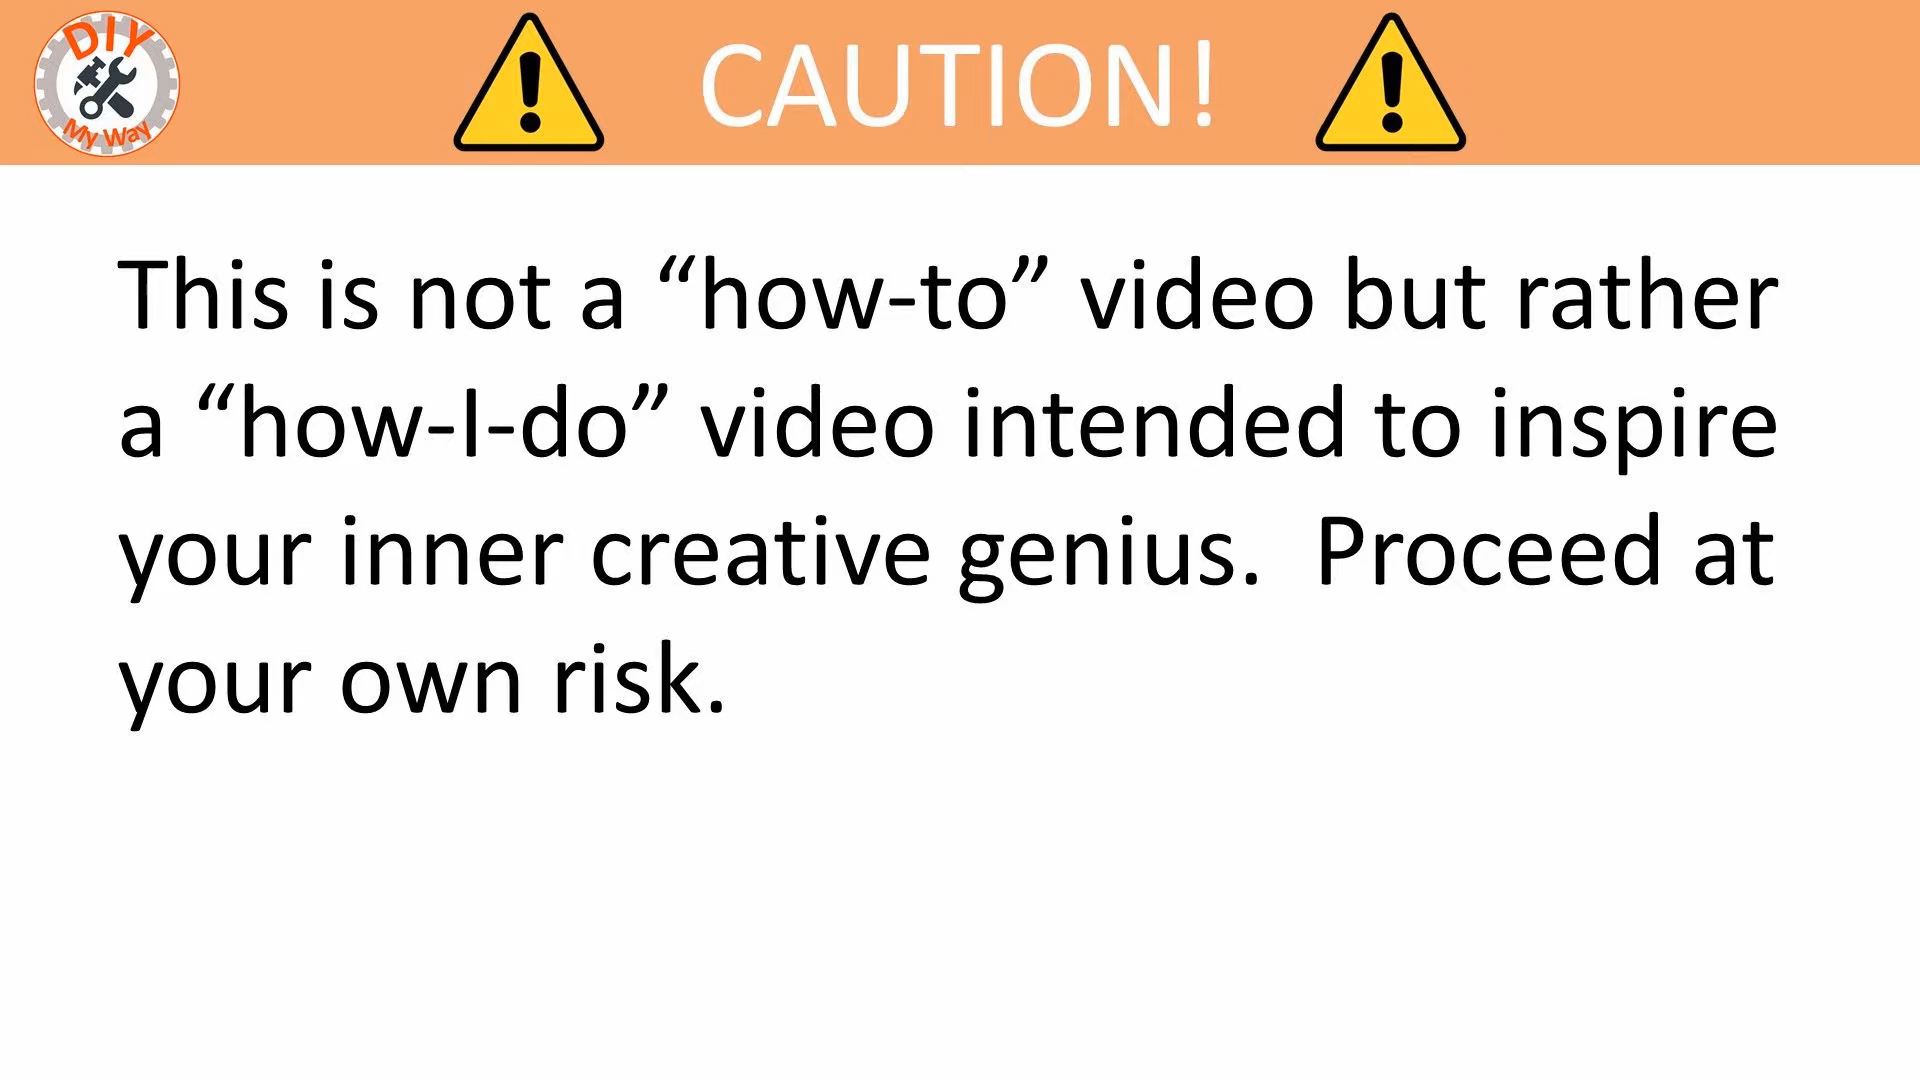 DIY
My Way
CAUTION!
This is not a “how-to” video but rather
a “how-I-do” video intended to inspire
your inner creative genius.  Proceed at
your own risk.